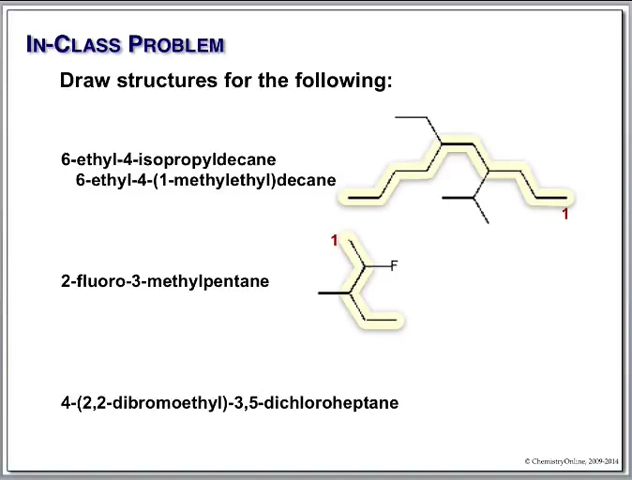 IN-CLASS PROBLEM
Draw structures for the following:
6-ethyl-4-isopropyldecane
6-ethyl-4-(1-methylethyl)decane
1
1
F
2-fluoro-3-methylpentane
4-(2,2-dibromoethyl)-3,5-dichloroheptane
© ChemistryOnline, 2009-2014